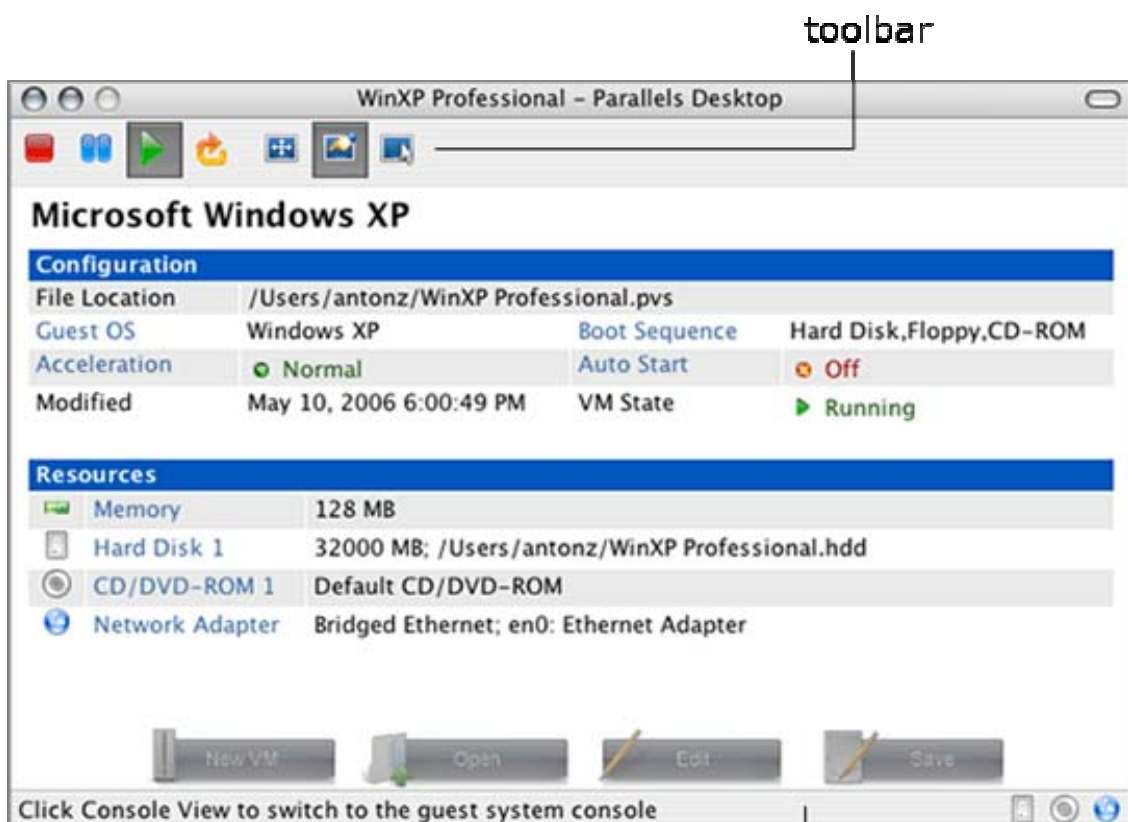 toolbar
WinXP Professional – Parallels Desktop
Microsoft Windows XP
Configuration
File Location /Users/antonz/WinXP Professional.pvs
Guest OS Windows XP Boot Sequence Hard Disk,Floppy,CD-ROM
Acceleration Normal Auto Start Off
Modified May 10, 2006 6:00:49 PM VM State Running
Resources
Memory 128 MB
Hard Disk 1 32000 MB; /Users/antonz/WinXP Professional.hdd
CD/DVD-ROM 1 Default CD/DVD-ROM
Network Adapter Bridged Ethernet; en0: Ethernet Adapter
New VM Open Edit Save
Click Console View to switch to the guest system console